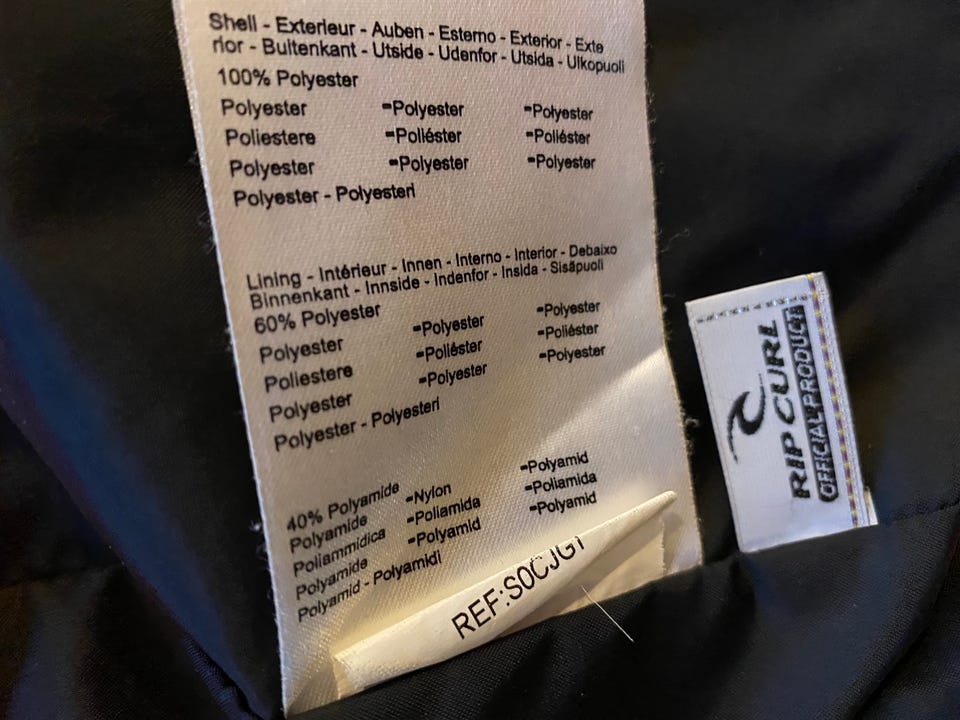 Shell - Exterieur - Auben - Esterno - Exterior - Exte
rior - Buitenkant - Utside - Udenfor - Utsida - Ulkopuoli
100% Polyester
Polyester -Polyester -Polyester
Poliestere -Poliéster -Poliéster
Polyester -Polyester -Polyester
Polyester - Polyesteri
Lining - Intérieur - Innen - Interno - Interior - Debaixo
Binnenkant - Innside - Indenfor - Insida - Sisäpuoli
60% Polyester
Polyester -Polyester -Polyester
Poliestere -Poliéster -Poliéster
Polyester -Polyester -Polyester
Polyester - Polyesteri
40% Polyamide
Polyamide -Nylon -Polyamid
Poliammidica -Poliamida -Poliamida
Polyamide -Polyamid -Polyamid
Polyamid - Polyamidi
REF:S0CJGT
RIP CURL
OFFICIAL PRODUCT